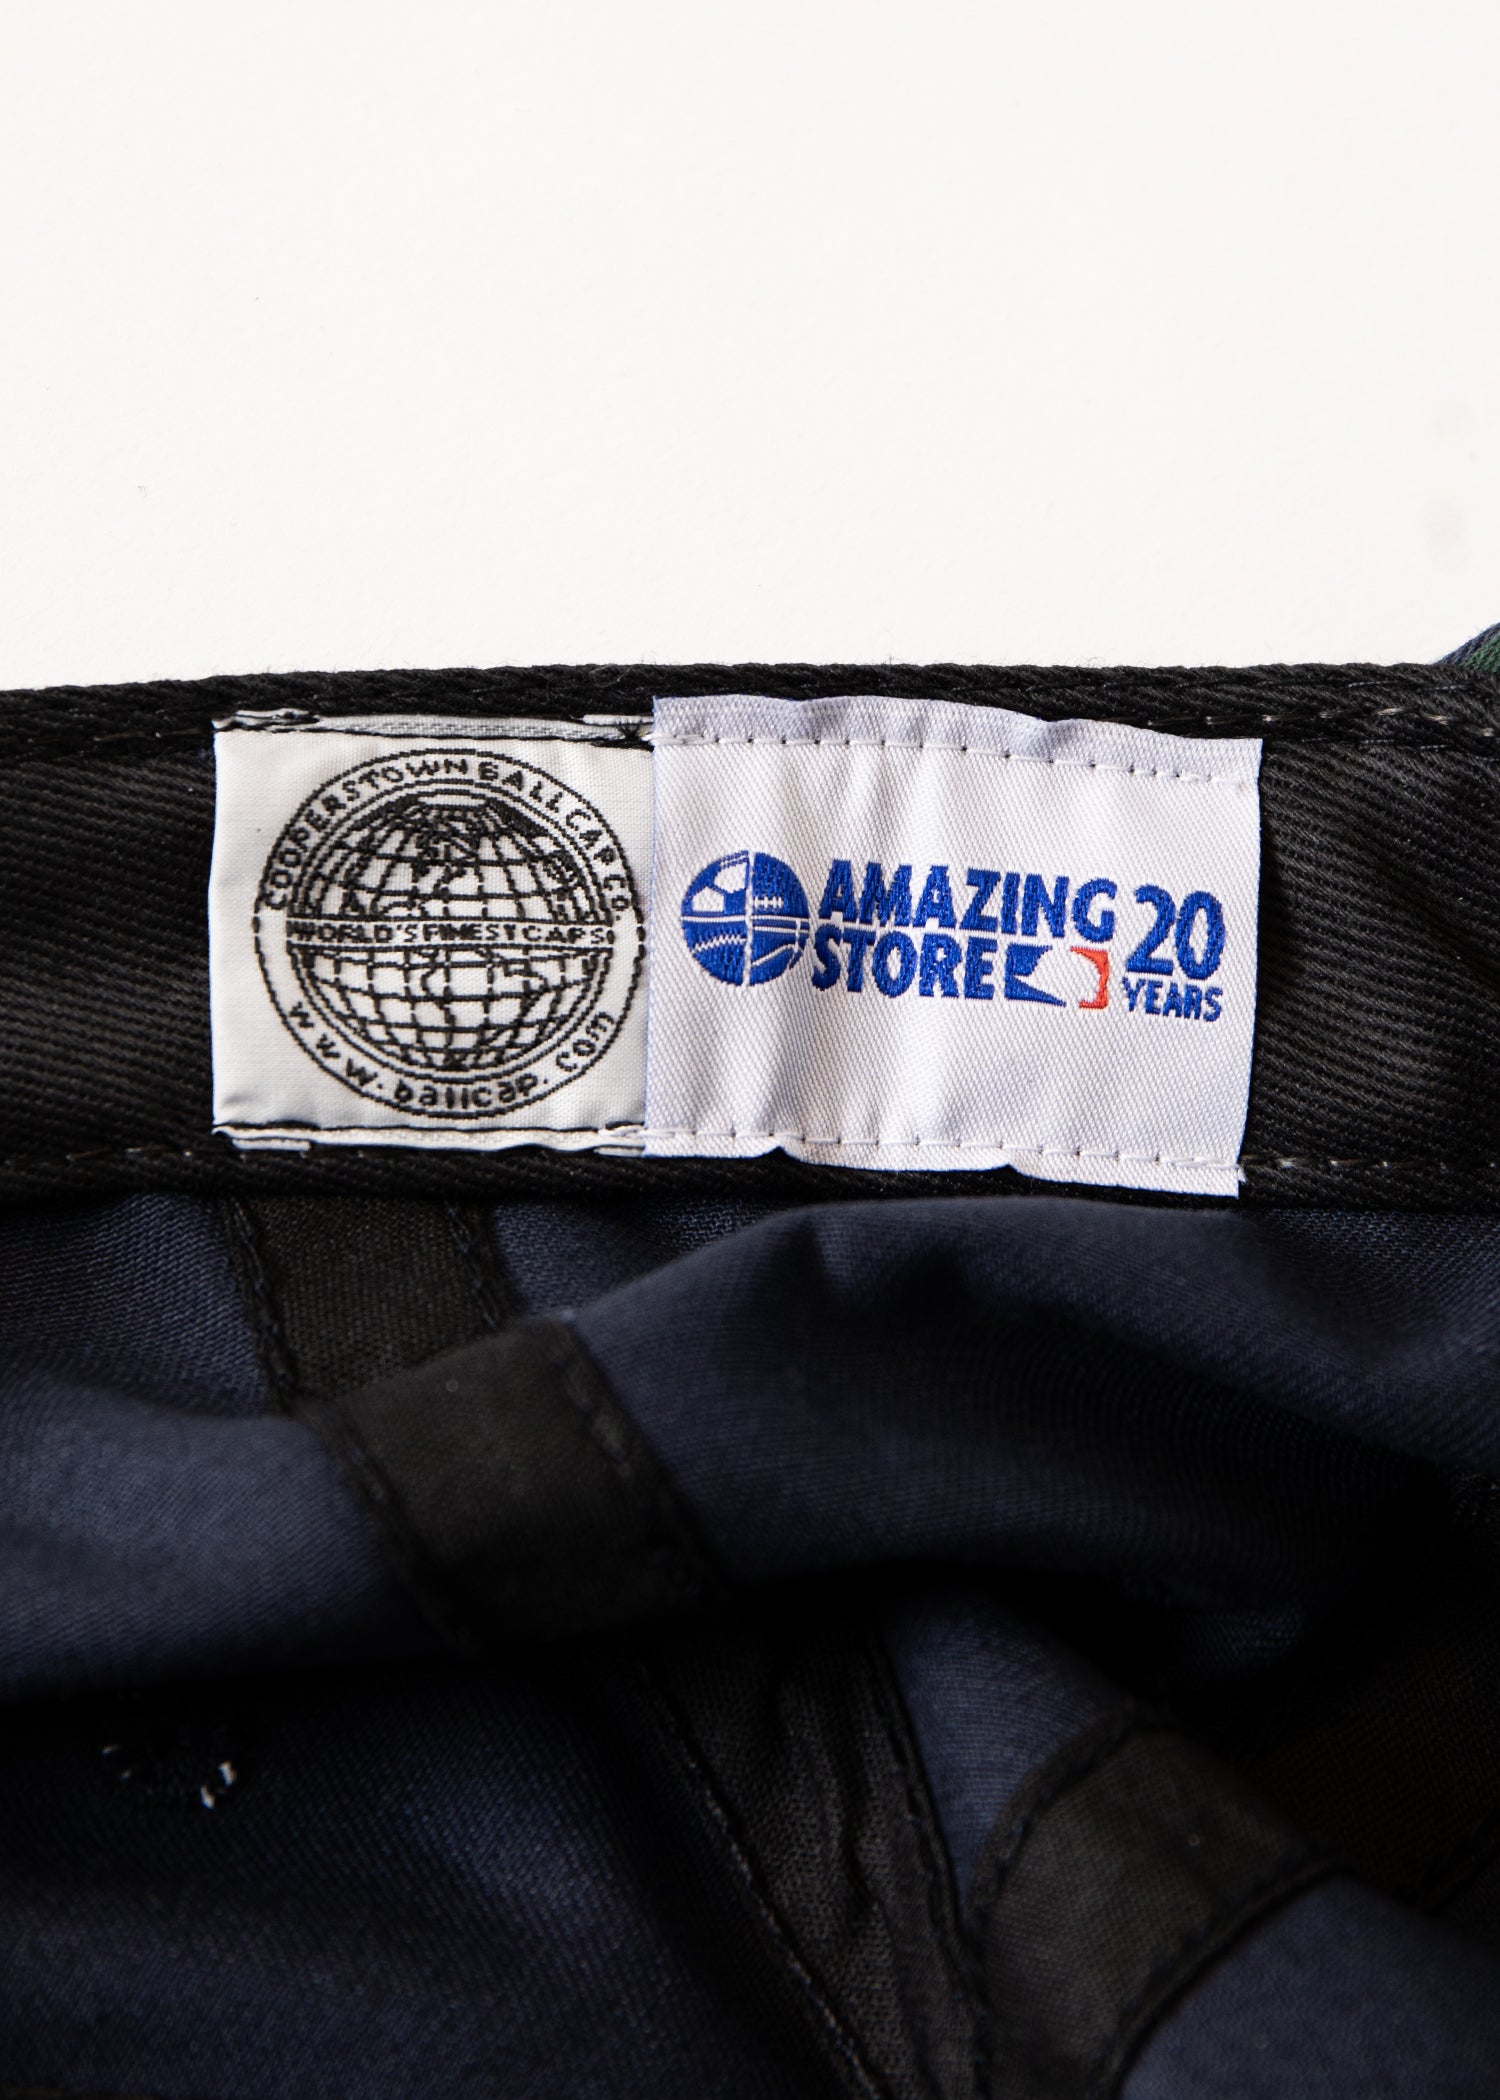 COOPERSTOWN BALL CAP CO.
WORLD'S FINEST CAPS
www.ballcap.com
AMAZING
STORE
20
YEARS